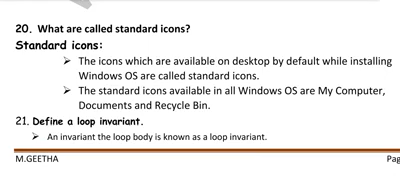 20. What are called standard icons?
Standard icons:
➢ The icons which are available on desktop by default while installing
Windows OS are called standard icons.
➢ The standard icons available in all Windows OS are My Computer,
Documents and Recycle Bin.
21. Define a loop invariant.
➢ An invariant the loop body is known as a loop invariant.
M.GEETHA
Pag